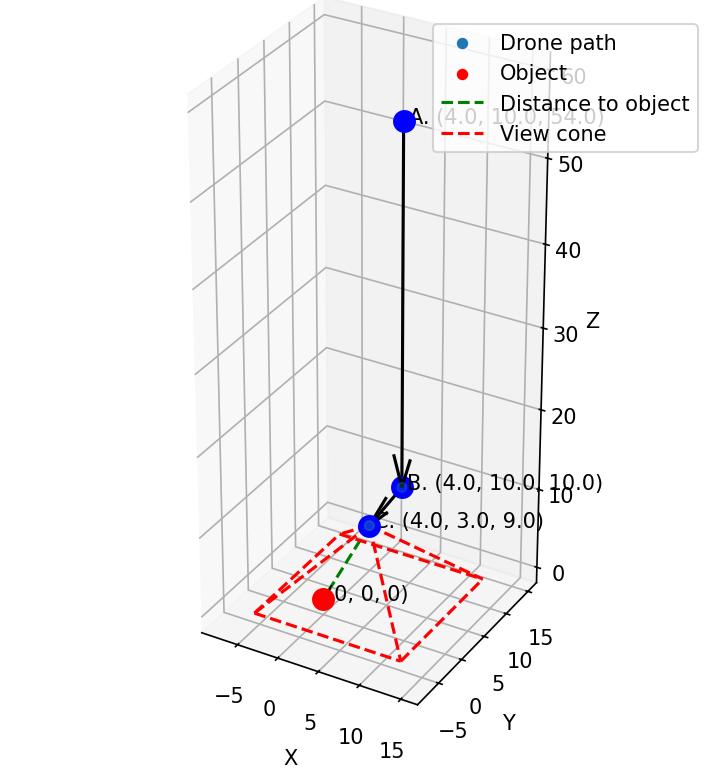 Drone path
Object
Distance to object
View cone
60
A. (4.0, 10.0, 54.0)
50
40
30
Z
20
B. (4.0, 10.0, 10.0)
10
C. (4.0, 3.0, 9.0)
0
0, 0, 0)
−5
0
5
10
15
X
−5
0
5
10
15
Y